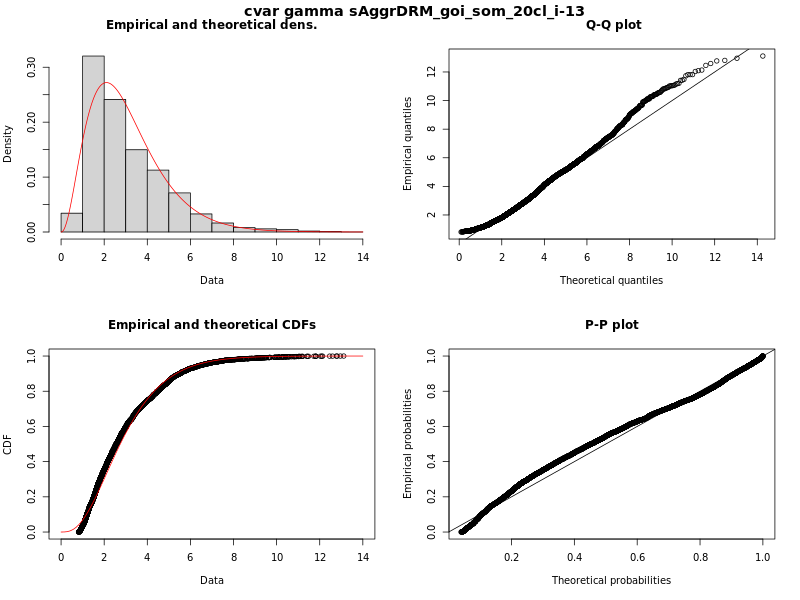 cvar gamma sAggrDRM_goi_som_20cl_i-13
Empirical and theoretical dens.
Density
0.00
0.10
0.20
0.30
0 2 4 6 8 10 12 14
Data
Q-Q plot
Empirical quantiles
2
4
6
8
10
12
0 2 4 6 8 10 12 14
Theoretical quantiles
Empirical and theoretical CDFs
CDF
0.0
0.2
0.4
0.6
0.8
1.0
0 2 4 6 8 10 12 14
Data
P-P plot
Empirical probabilities
0.0
0.2
0.4
0.6
0.8
1.0
0.2 0.4 0.6 0.8 1.0
Theoretical probabilities